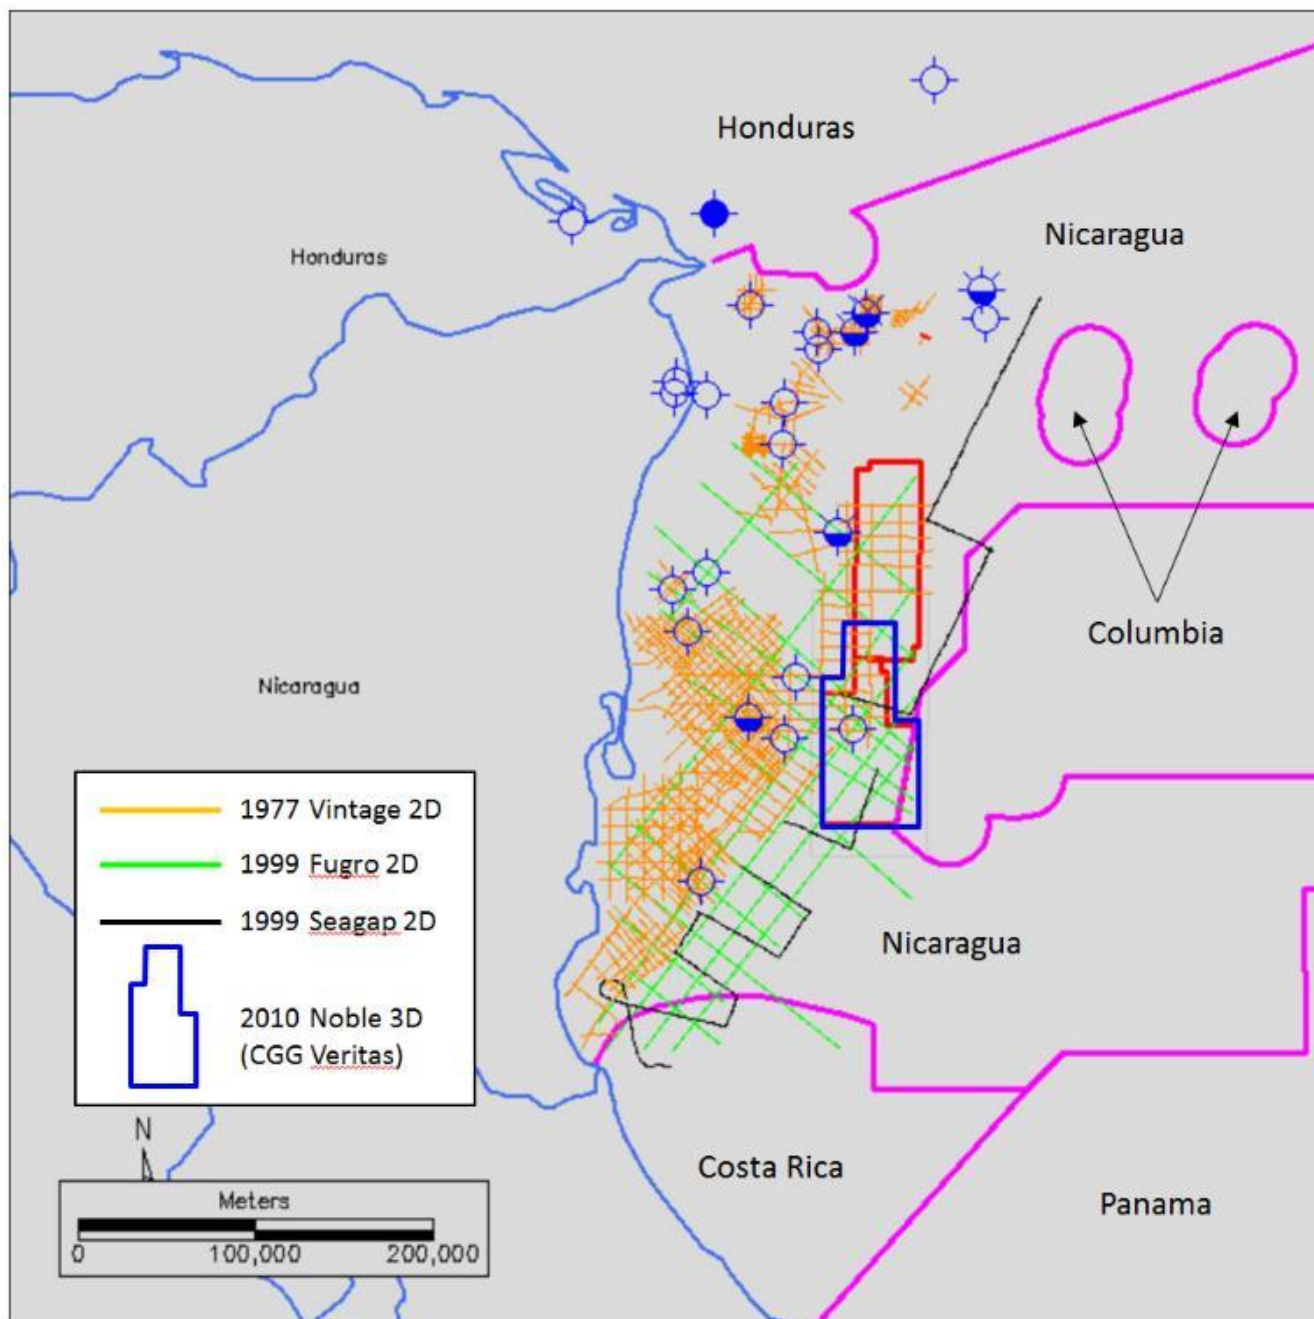 Honduras
Nicaragua
Honduras
Columbia
Nicaragua
1977 Vintage 2D
1999 Fugro 2D
1999 Seagap 2D
2010 Noble 3D
(CGG Veritas)
Nicaragua
N
Costa Rica
Panama
Meters
0 100,000 200,000